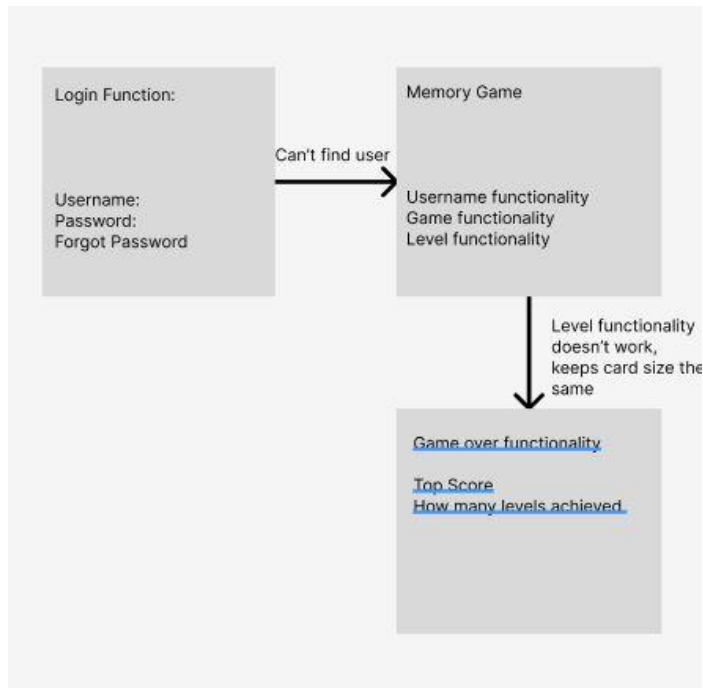 Login Function:
Username:
Password:
Forgot Password
Can't find user
Memory Game
Username functionality
Game functionality
Level functionality
Level functionality
doesn't work,
keeps card size the
same
Game over functionality
Top Score
How many levels achieved